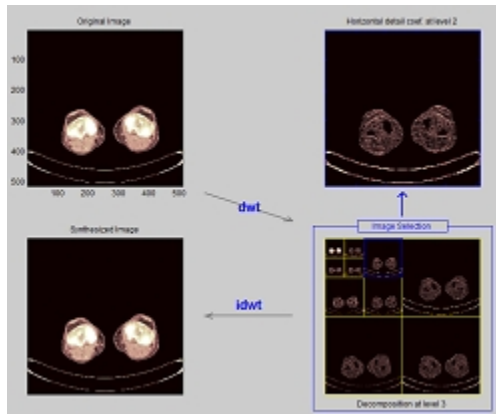 Original Image
Horizontal detail coef. at level 2
100
200
300
400
500
100 200 300 400 500
dwt
Image Selection
Synthesized Image
idwt
Decomposition at level 3